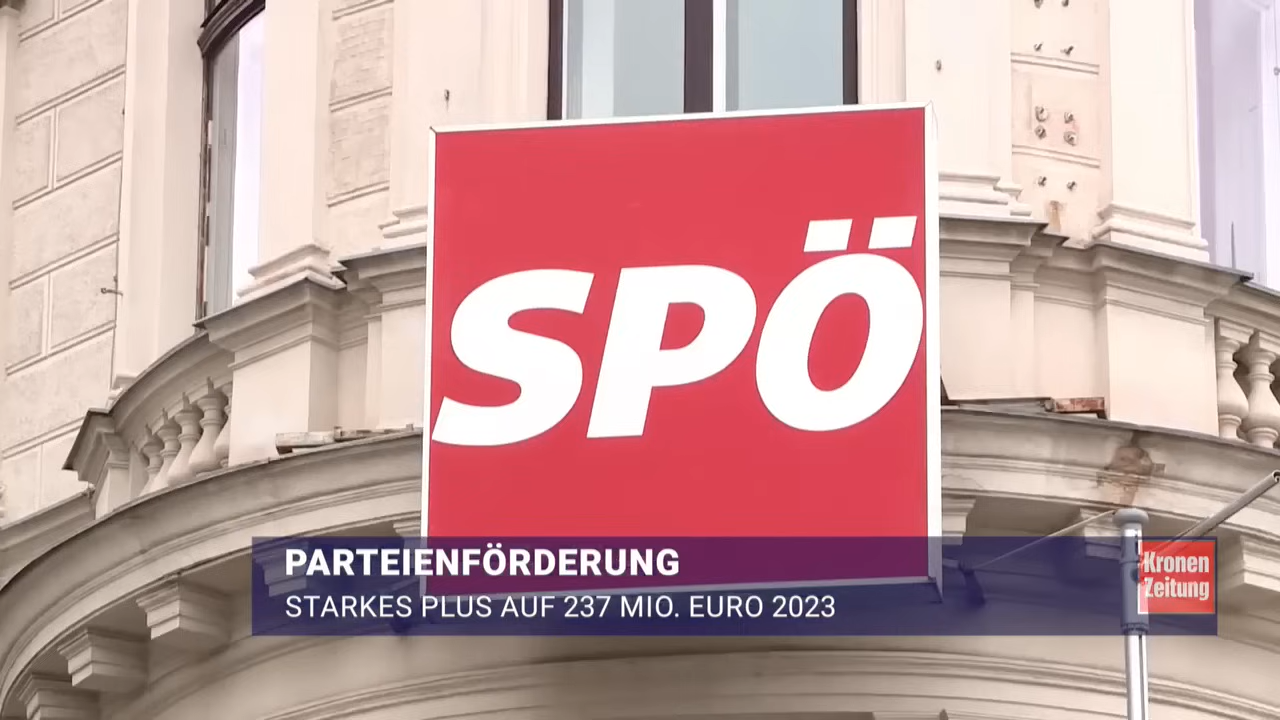 SPÖ
PARTEIENFÖRDERUNG
STARKES PLUS AUF 237 MIO. EURO 2023
Kronen
Zeitung